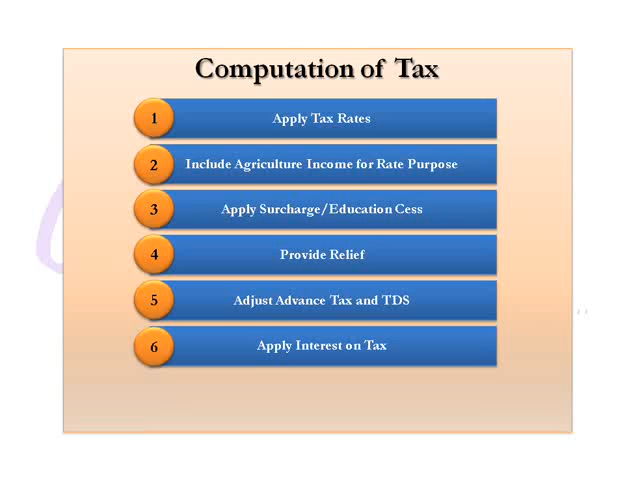 Computation of Tax
1 Apply Tax Rates
2 Include Agriculture Income for Rate Purpose
3 Apply Surcharge/Education Cess
4 Provide Relief
5 Adjust Advance Tax and TDS
6 Apply Interest on Tax